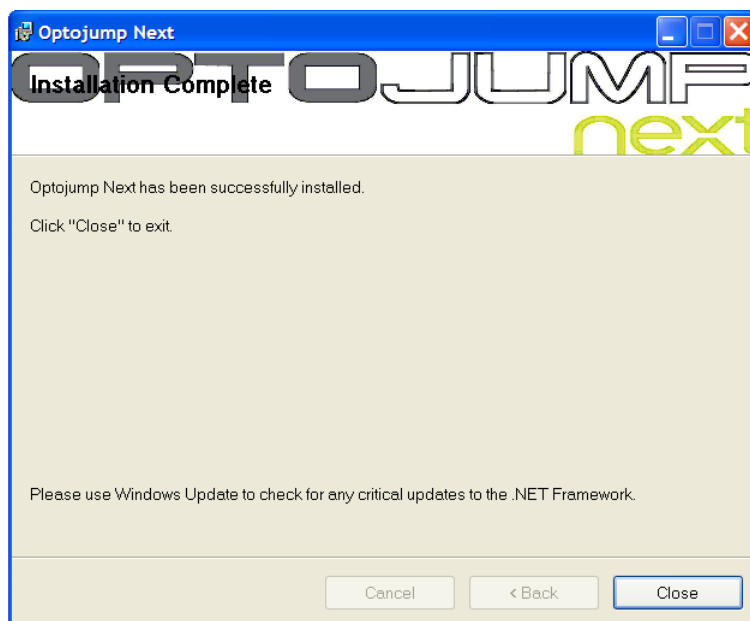 Optojump Next
OPTOJUMP
Installation Complete
next
Optojump Next has been successfully installed.
Click "Close" to exit.
Please use Windows Update to check for any critical updates to the .NET Framework.
Cancel
< Back
Close